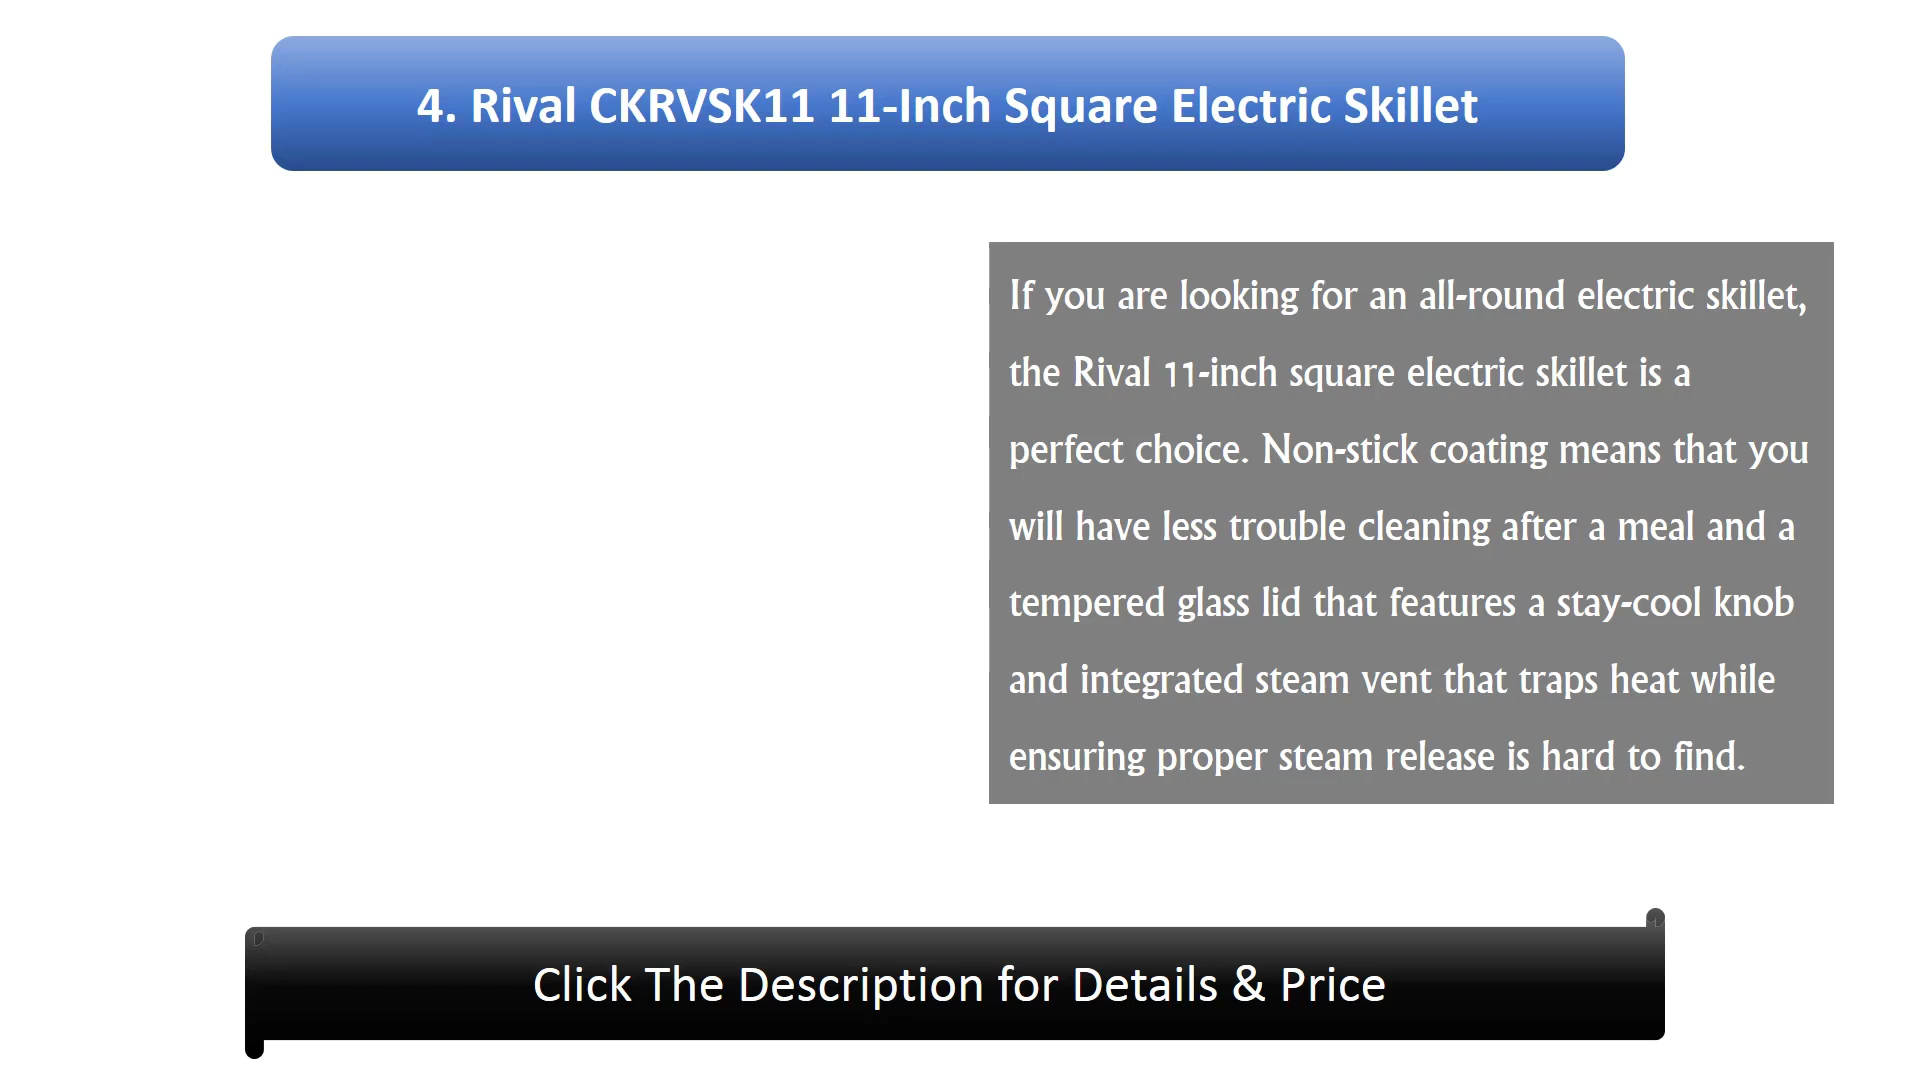 4. Rival CKRVSK11 11-Inch Square Electric Skillet
If you are looking for an all-round electric skillet,
the Rival 11-inch square electric skillet is a
perfect choice. Non-stick coating means that you
will have less trouble cleaning after a meal and a
tempered glass lid that features a stay-cool knob
and integrated steam vent that traps heat while
ensuring proper steam release is hard to find.
Click The Description for Details & Price